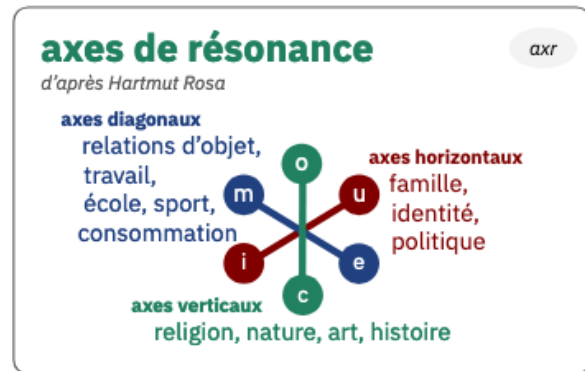 axes de résonance
axr
d’après Hartmut Rosa
axes diagonaux
relations d’objet,
travail,
école, sport,
consommation
o
m
u
i
e
c
axes horizontaux
famille,
identité,
politique
axes verticaux
religion, nature, art, histoire